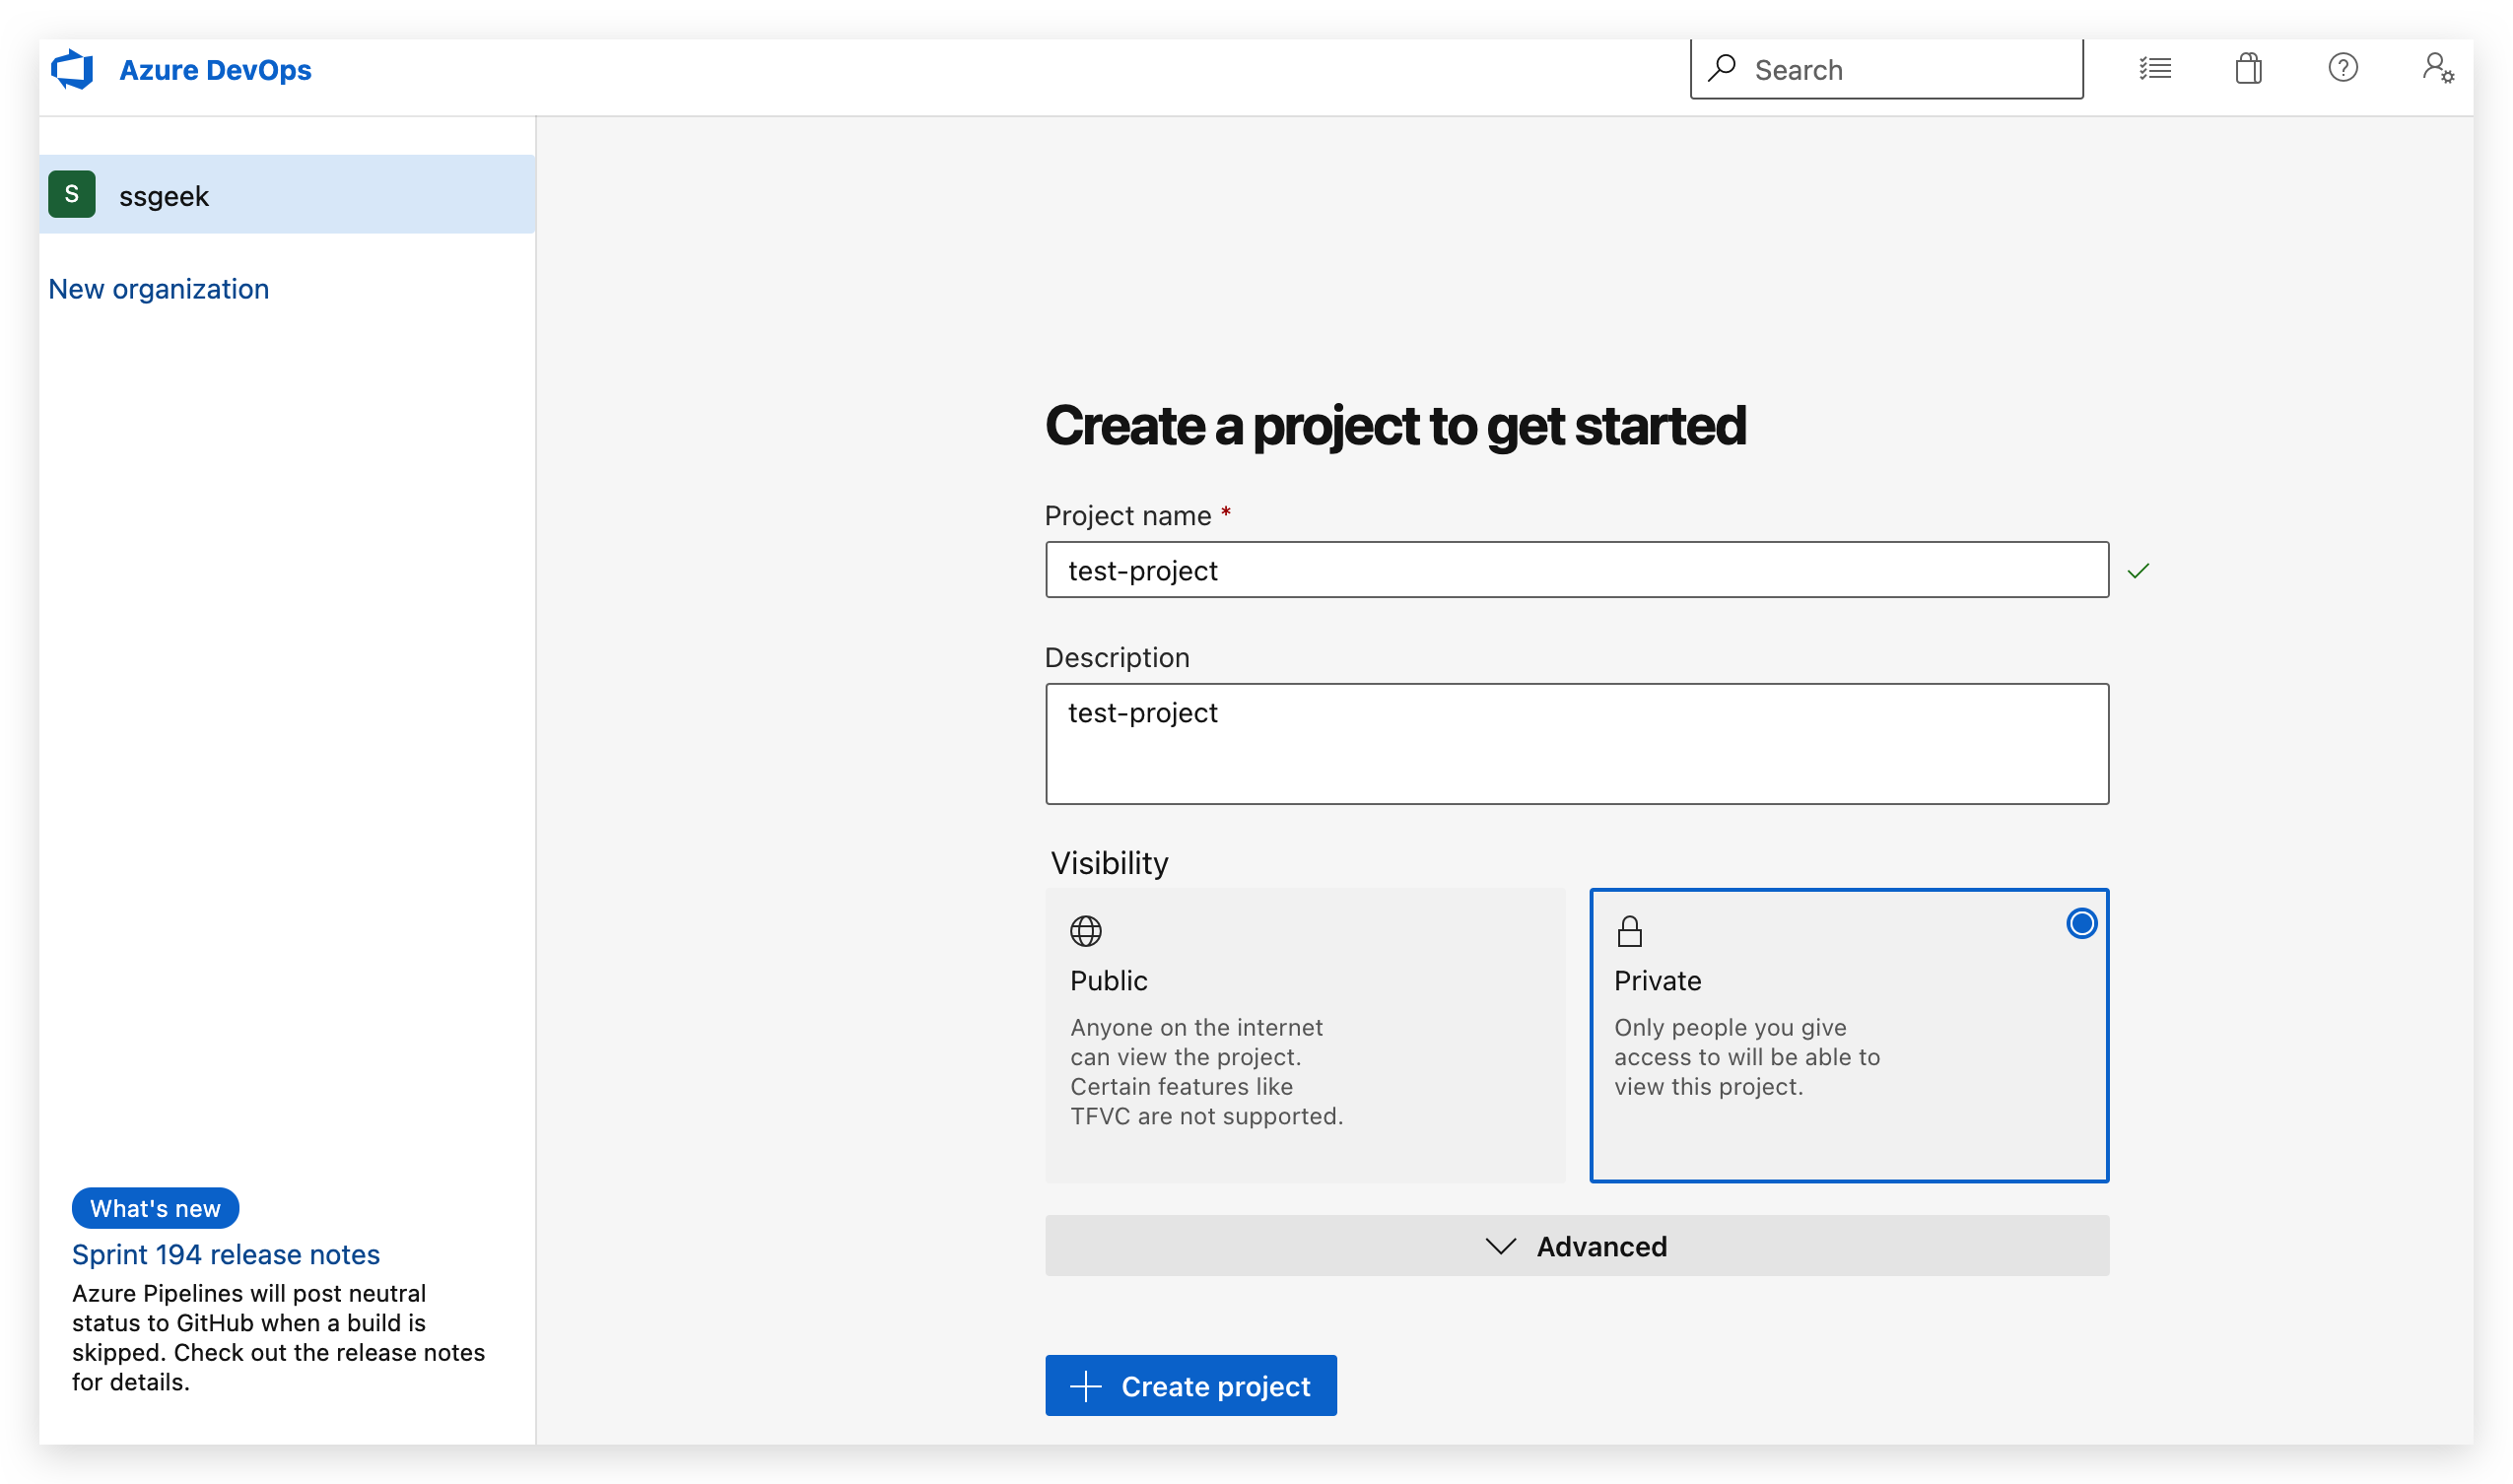 Azure DevOps
Search
S
ssgeek
New organization
Create a project to get started
Project name *
test-project
Description
test-project
Visibility
Public
Anyone on the internet
can view the project.
Certain features like
TFVC are not supported.
Private
Only people you give
access to will be able to
view this project.
Advanced
Create project
What's new
Sprint 194 release notes
Azure Pipelines will post neutral
status to GitHub when a build is
skipped. Check out the release notes
for details.